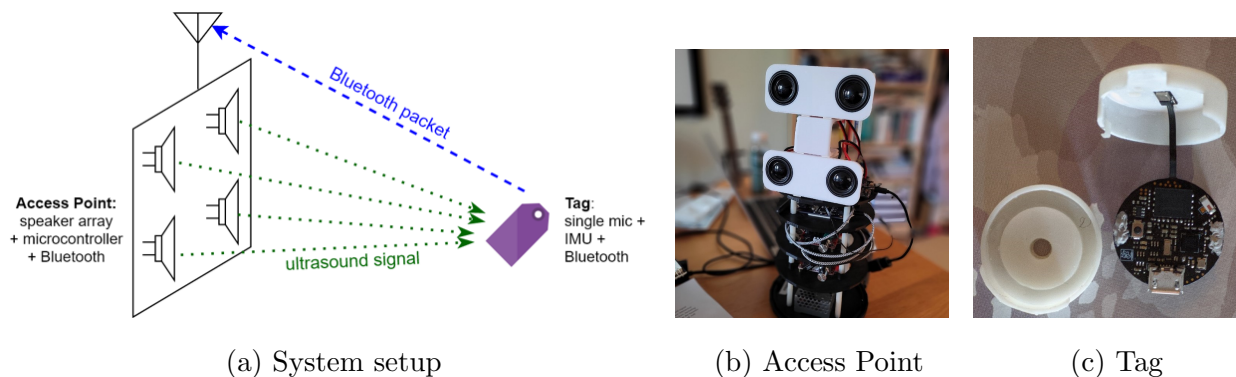 Bluetooth packet
Access Point:
speaker array
+ microcontroller
+ Bluetooth
ultrasound signal
Tag:
single mic +
IMU +
Bluetooth
(a) System setup
(b) Access Point
(c) Tag